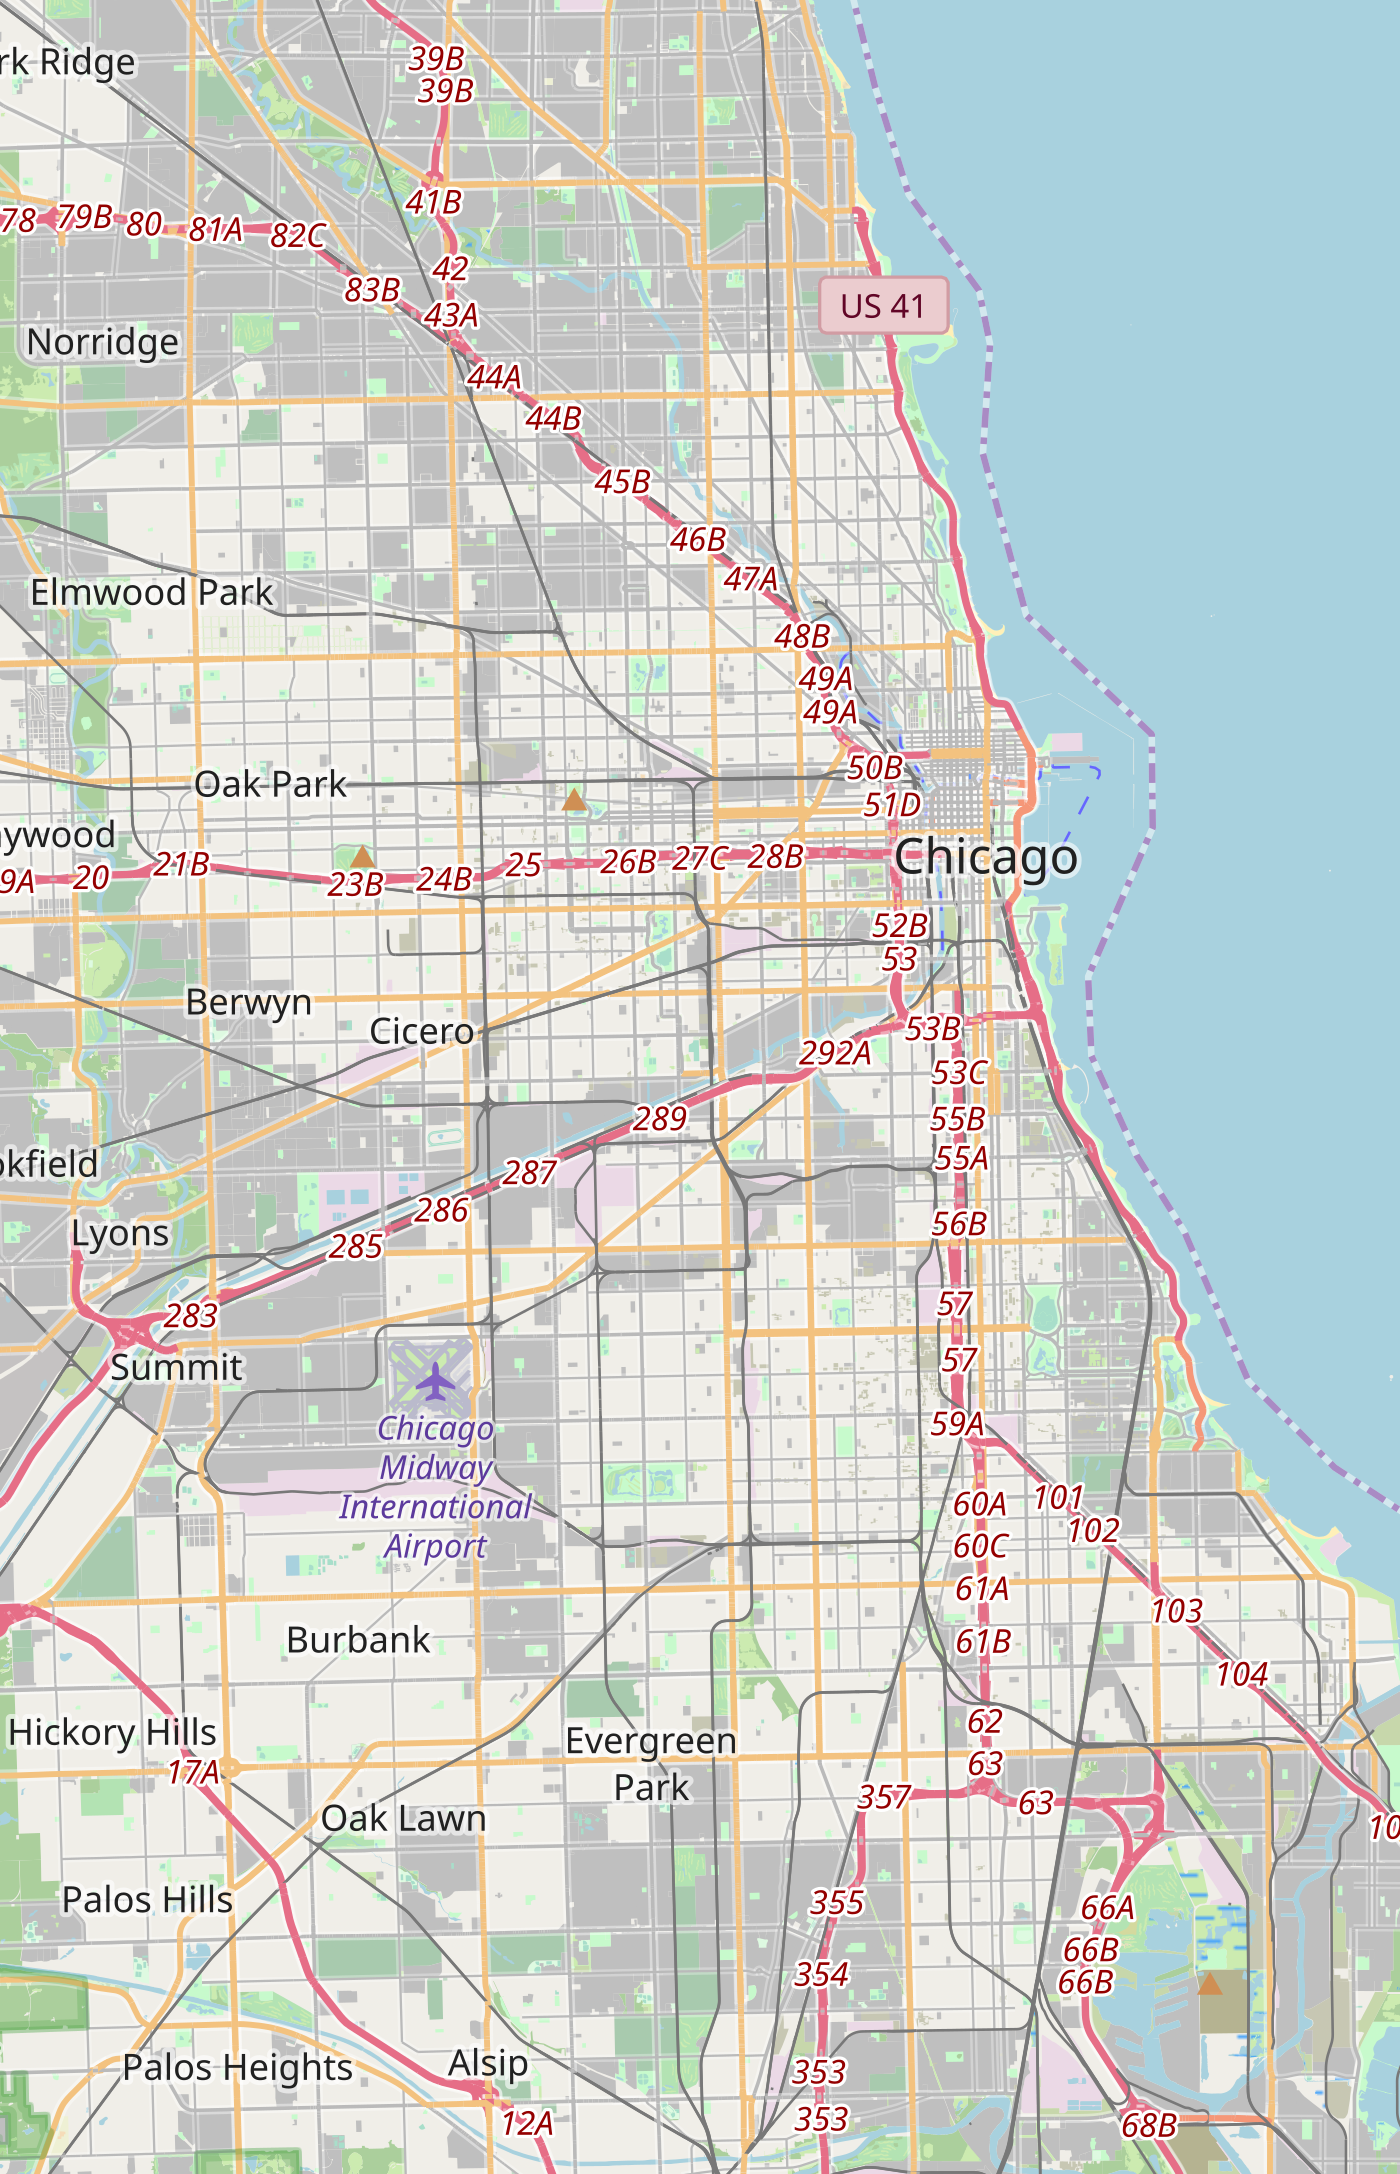 39B
rk Ridge
39B
41B
78
79B
80
81A
82C
42
83B
US 41
43A
Norridge
44A
44B
45B
46B
47A
Elmwood Park
48B
49A
49A
50B
Oak Park
51D
aywood
Chicago
21B
26B
27C
28B
25
9A
20
24B
23B
52B
53
Berwyn
Cicero
53B
292A
53C
289
55B
55A
okfield
287
286
56B
Lyons
285
57
283
57
Summit
59A
Chicago
Midway
International
Airport
101
60A
102
60C
61A
103
61B
Burbank
104
62
Hickory Hills
Evergreen
Park
63
17A
357
63
Oak Lawn
10
Palos Hills
355
66A
66B
354
66B
Alsip
Palos Heights
353
353
12A
68B